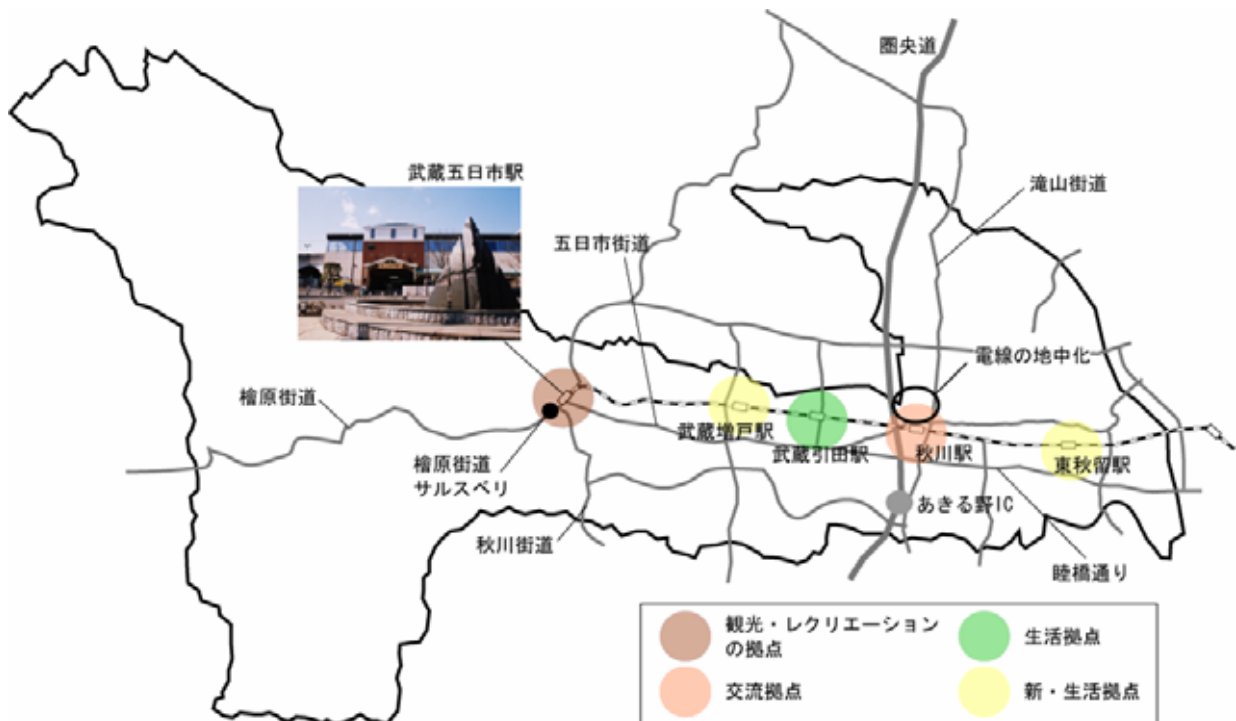 圏央道
武蔵五日市駅
滝山街道
五日市街道
電線の地中化
檜原街道
武蔵増戸駅
武蔵引田駅
秋川駅
東秋留駅
檜原街道
サルスベリ
あきる野IC
秋川街道
睦橋通り
観光・レクリエーション
の拠点
生活拠点
交流拠点
新・生活拠点